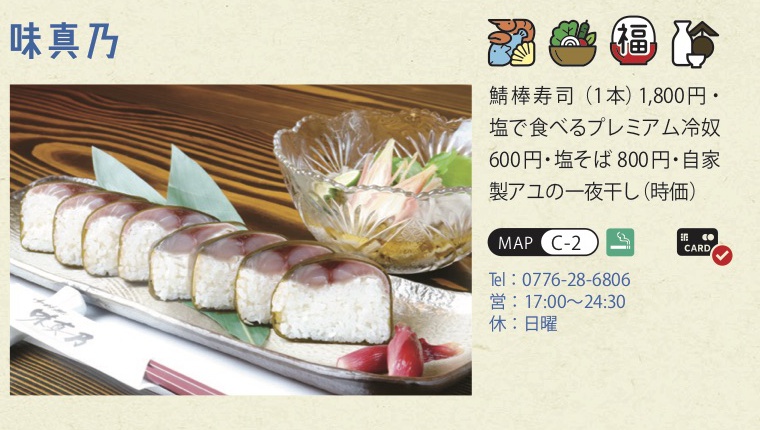 味真乃
福
鯖棒寿司（1本）1,800円・
塩で食べるプレミアム冷奴
600円・塩そば 800円・自家
製アユの一夜干し（時価）
MAP C-2
CARD
Tel：0776-28-6806
営：17:00〜24:30
休：日曜
味真乃